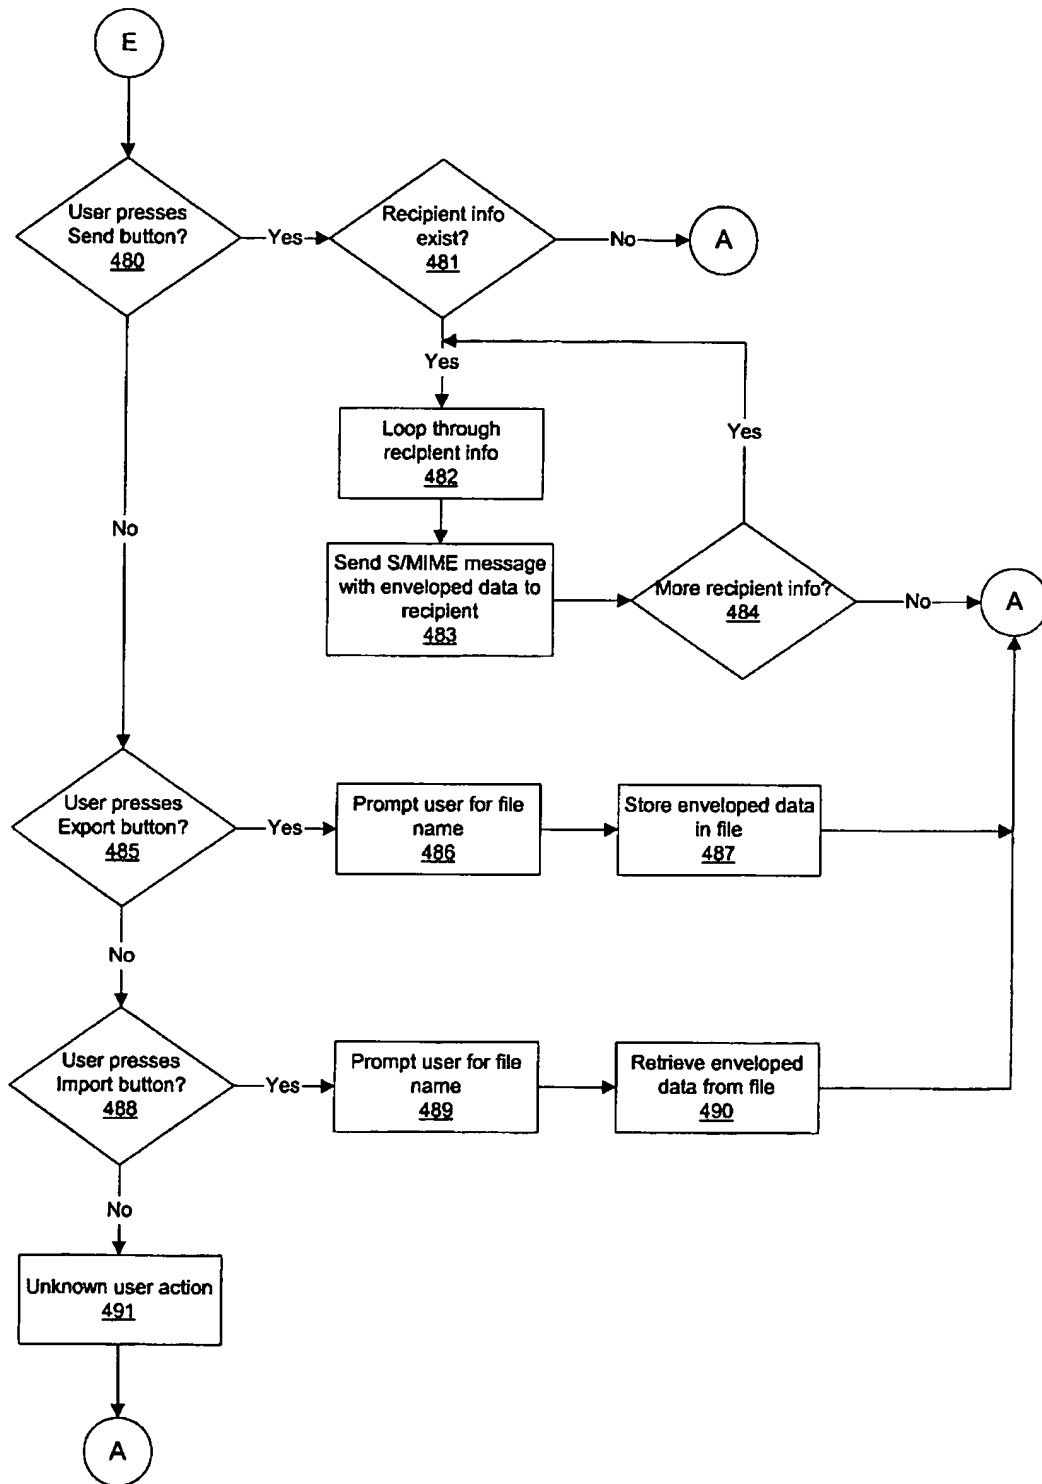 E
User presses
Send button?
480
Yes
Recipient info
exist?
481
No
A
Yes
Loop through
recipient info
482
Yes
No
Send S/MIME message
with enveloped data to
recipient
483
More recipient info?
484
No
A
User presses
Export button?
485
Yes
Prompt user for file
name
486
Store enveloped data
in file
487
No
User presses
Import button?
488
Yes
Prompt user for file
name
489
Retrieve enveloped
data from file
490
No
Unknown user action
491
A